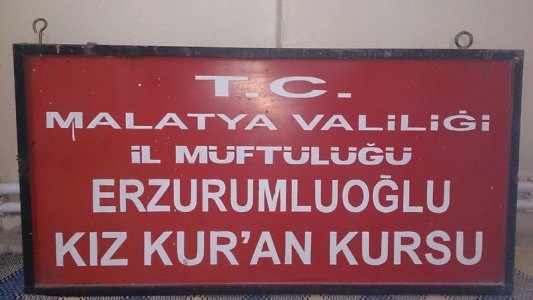 T.C.
MALATYA VALİLİĞİ
İL MÜFTÜLÜĞÜ
ERZURUMLUOĞLU
KIZ KUR'AN KURSU